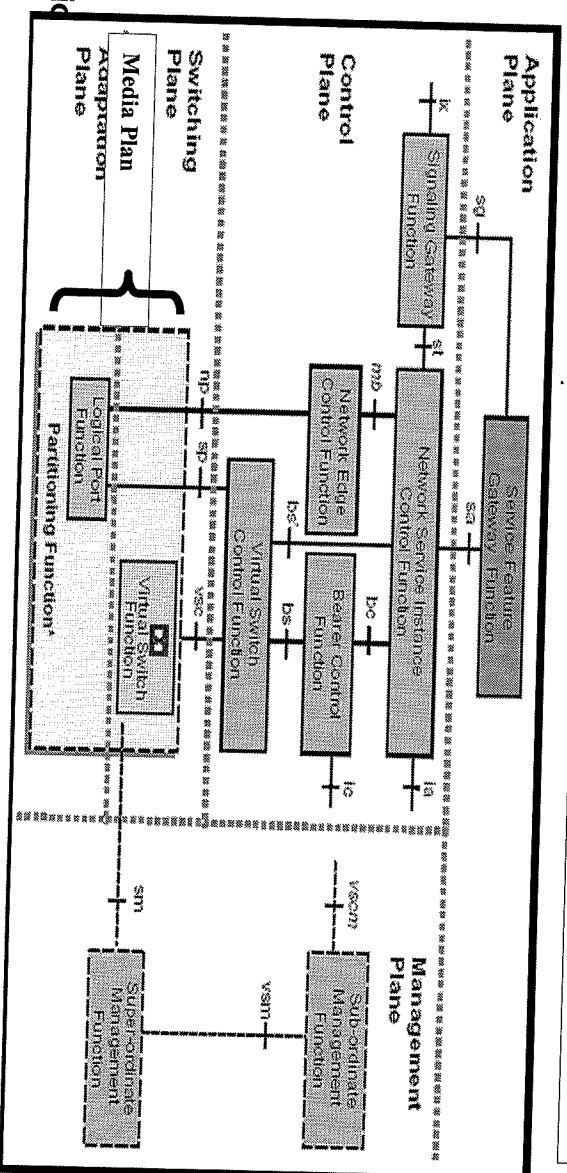 Application
Plane
Service Feature
Gateway Function
sg
sa
Control
Plane
Signaling Gateway
Function
ix
st
Network Service Instance
Control Function
ia
mb
bc
Network Edge
Control Function
Bearer Control
Function
ic
bs'
bs
Virtual Switch
Control Function
np
sp
vsc
Switching
Plane
Media Plan
Adaptation
Plane
Virtual Switch
Function
Logical Port
Function
Partitioning Function*
Management
Plane
vscm
Sub-ordinate
Management
Function
vsm
sm
Super-ordinate
Management
Function